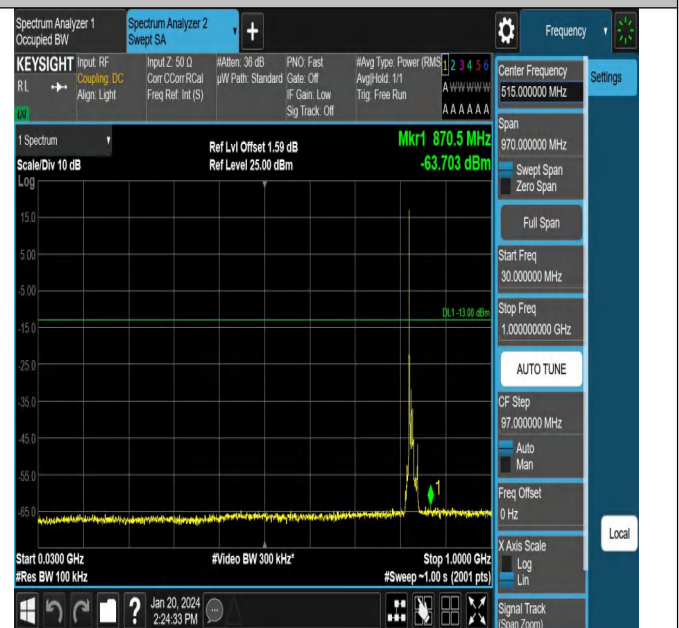 Spectrum Analyzer 1
Occupied BW
Spectrum Analyzer 2
Swept SA
+
Frequency
KEYSIGHT
RL
LXI
Input: RF
Coupling: DC
Align: Light
Input Z: 50 Ω
Corr CCorr RCal
Freq Ref: Int (S)
#Atten: 36 dB
µW Path: Standard
PNO: Fast
Gate: Off
IF Gain: Low
Sig Track: Off
#Avg Type: Power (RMS
Avg|Hold: 1/1
Trig: Free Run
1 2 3 4 5 6
A W W W W W
A A A A A A
1 Spectrum
Scale/Div 10 dB
Log
Ref Lvl Offset 1.59 dB
Ref Level 25.00 dBm
Mkr1 870.5 MHz
-63.703 dBm
15.0
5.00
-5.00
DL1 -13.00 dBm
-15.0
-25.0
-35.0
-45.0
-55.0
1
-65.0
Start 0.0300 GHz
#Res BW 100 kHz
#Video BW 300 kHz*
Stop 1.0000 GHz
#Sweep ~1.00 s (2001 pts)
Center Frequency
515.000000 MHz
Settings
Span
970.000000 MHz
Swept Span
Zero Span
Full Span
Start Freq
30.000000 MHz
Stop Freq
1.000000000 GHz
AUTO TUNE
CF Step
97.000000 MHz
Auto
Man
Freq Offset
0 Hz
X Axis Scale
Log
Lin
Local
Signal Track
(Span Zoom)
?
Jan 20, 2024
2:24:33 PM